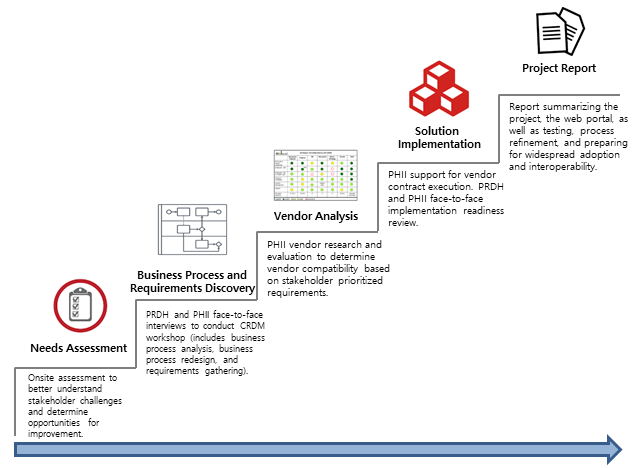 Needs Assessment
Onsite assessment to
better understand
stakeholder challenges
and determine
opportunities for
improvement.
Business Process and
Requirements Discovery
PRDH and PHII face-to-face
interviews to conduct CRDM
workshop (includes business
process analysis, business
process redesign, and
requirements gathering).
Vendor Analysis
PHII vendor research and
evaluation to determine
vendor compatibility based
on stakeholder prioritized
requirements.
Solution
Implementation
PHII support for vendor
contract execution. PRDH
and PHII face-to-face
implementation readiness
review.
Project Report
Report summarizing the
project, the web portal, as
well as testing, process
refinement, and preparing
for widespread adoption
and interoperability.